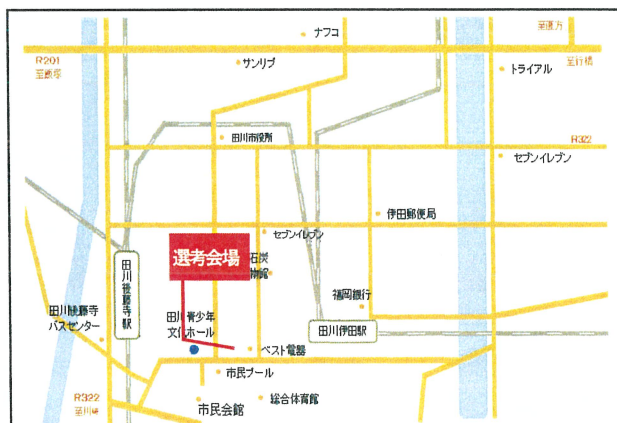 ナフコ
至直方
R201
至飯塚
サンリブ
トライアル
至行橋
田川市役所
R322
セブンイレブン
伊田郵便局
セブンイレブン
選考会場
石炭
物館
田川後藤寺駅
福岡銀行
田川後藤寺
バスセンター
田川青少年
文化ホール
田川伊田駅
ベスト電器
市民プール
R322
至川崎
市民会館
総合体育館